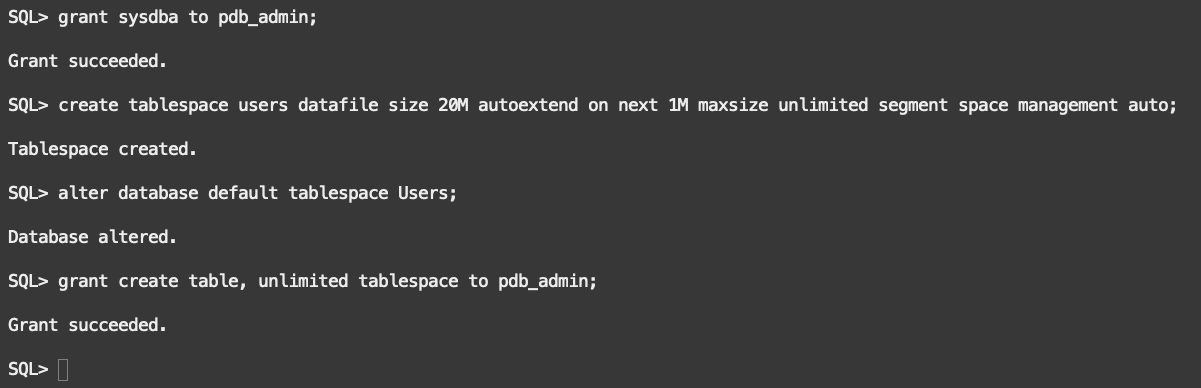 SQL> grant sysdba to pdb_admin;
Grant succeeded.
SQL> create tablespace users datafile size 20M autoextend on next 1M maxsize unlimited segment space management auto;
Tablespace created.
SQL> alter database default tablespace Users;
Database altered.
SQL> grant create table, unlimited tablespace to pdb_admin;
Grant succeeded.
SQL>